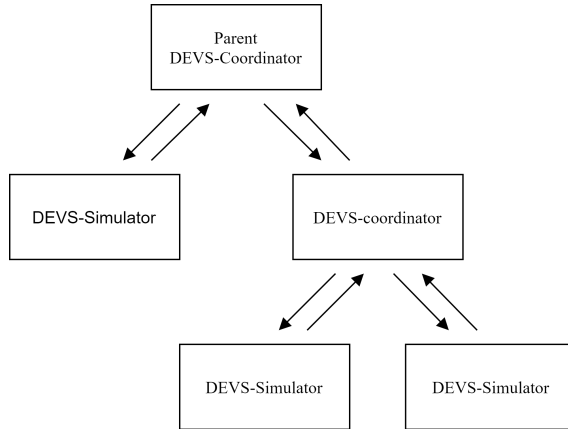 Parent
DEVS-Coordinator
DEVS-Simulator
DEVS-coordinator
DEVS-Simulator
DEVS-Simulator